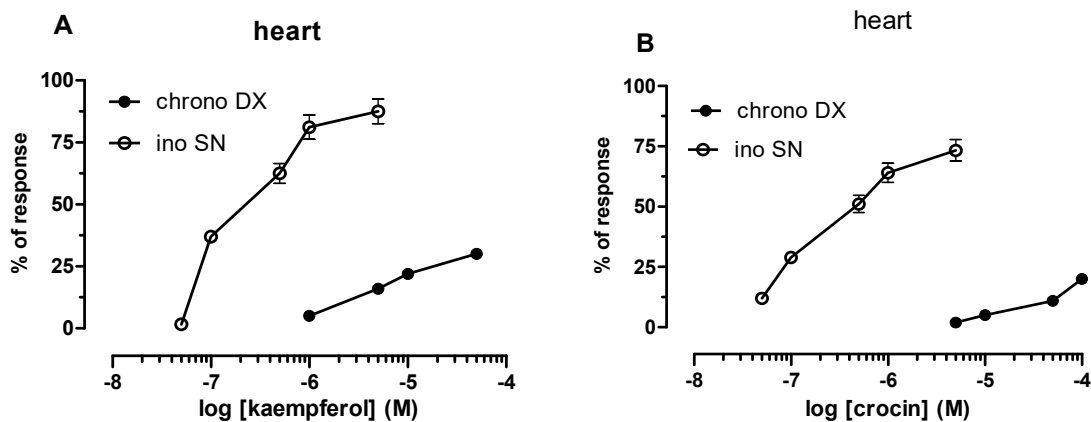 A
heart
100
75
50
25
0
% of response
chrono DX
ino SN
-8 -7 -6 -5 -4
log [kaempferol] (M)
B
heart
100
75
50
25
0
% of response
chrono DX
ino SN
-8 -7 -6 -5 -4
log [crocin] (M)